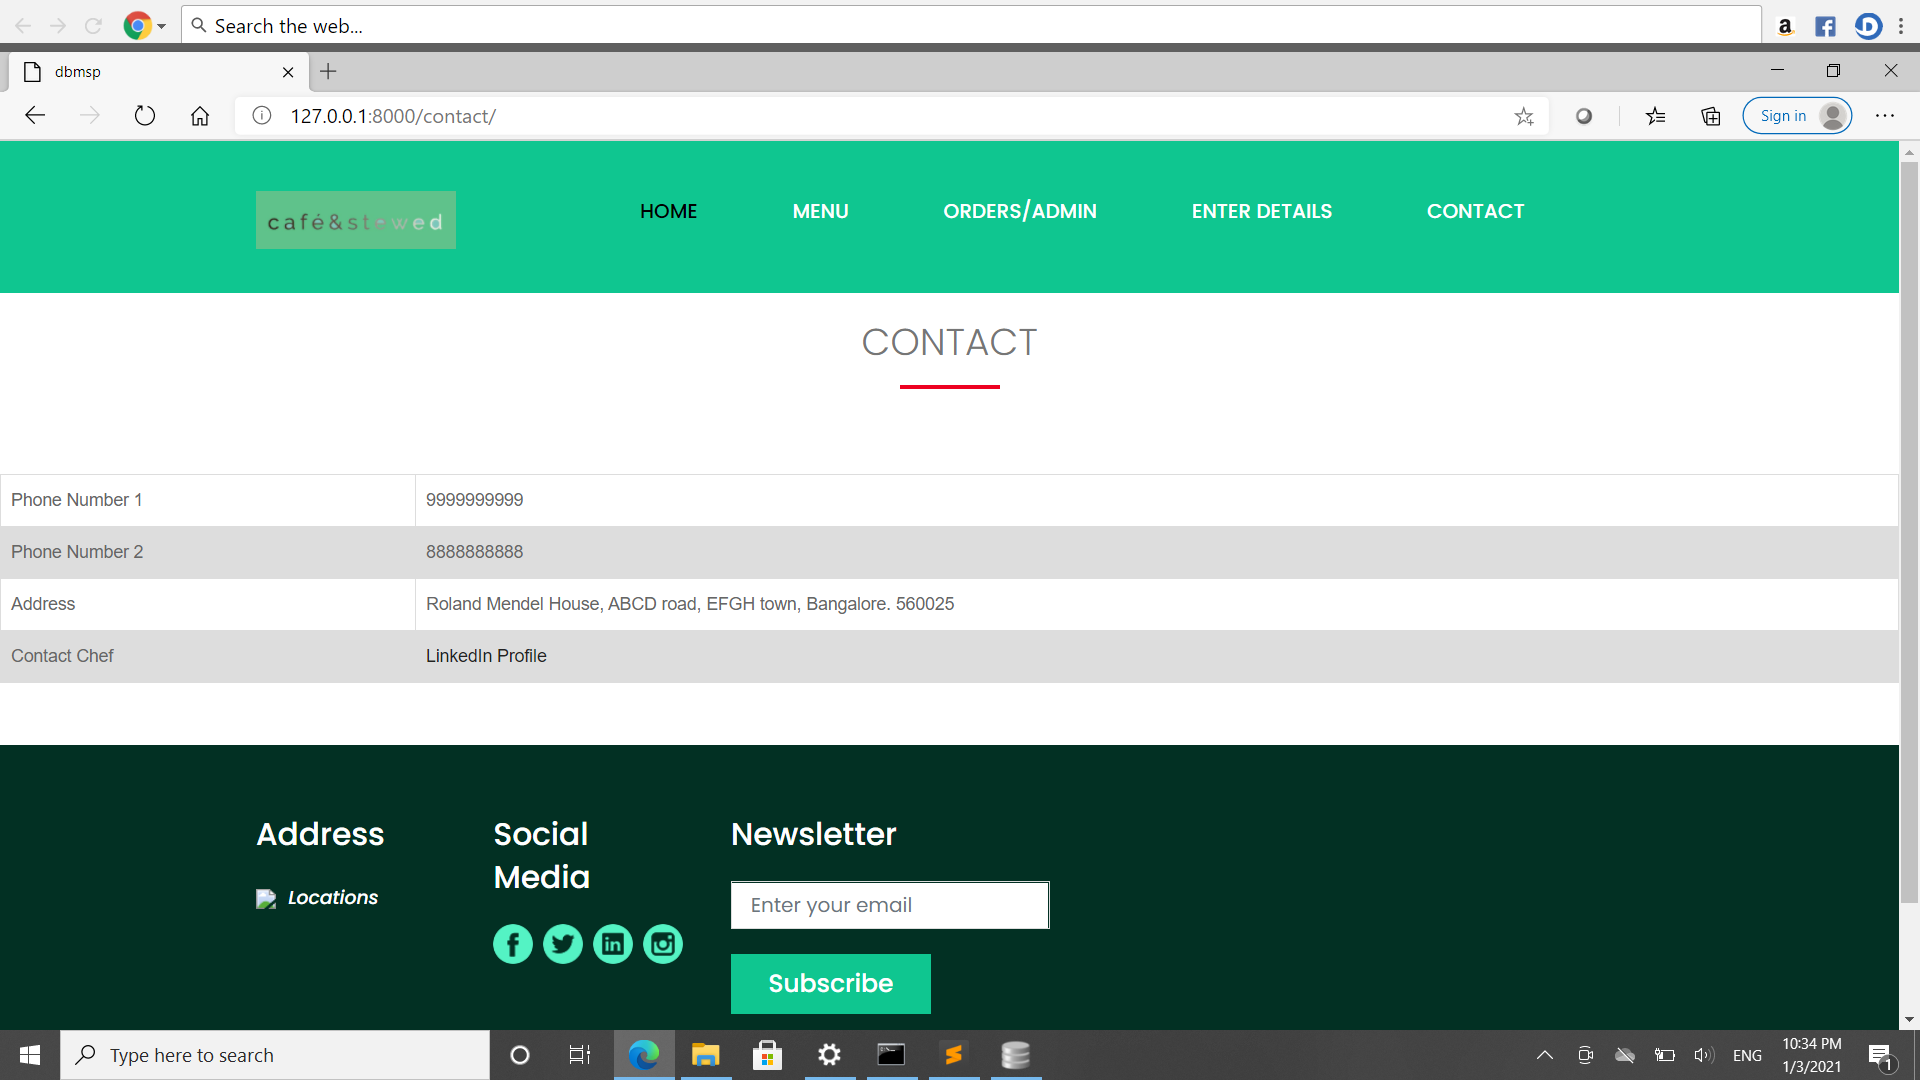 Search the web...
a
D
dbmsp
127.0.0.1:8000/contact/
Sign in
café&stewed
HOME
MENU
ORDERS/ADMIN
ENTER DETAILS
CONTACT
CONTACT
Phone Number 1
9999999999
Phone Number 2
8888888888
Address
Roland Mendel House, ABCD road, EFGH town, Bangalore. 560025
Contact Chef
LinkedIn Profile
Address
Locations
Social
Media
Newsletter
Enter your email
Subscribe
Type here to search
ENG
10:34 PM
1/3/2021
1